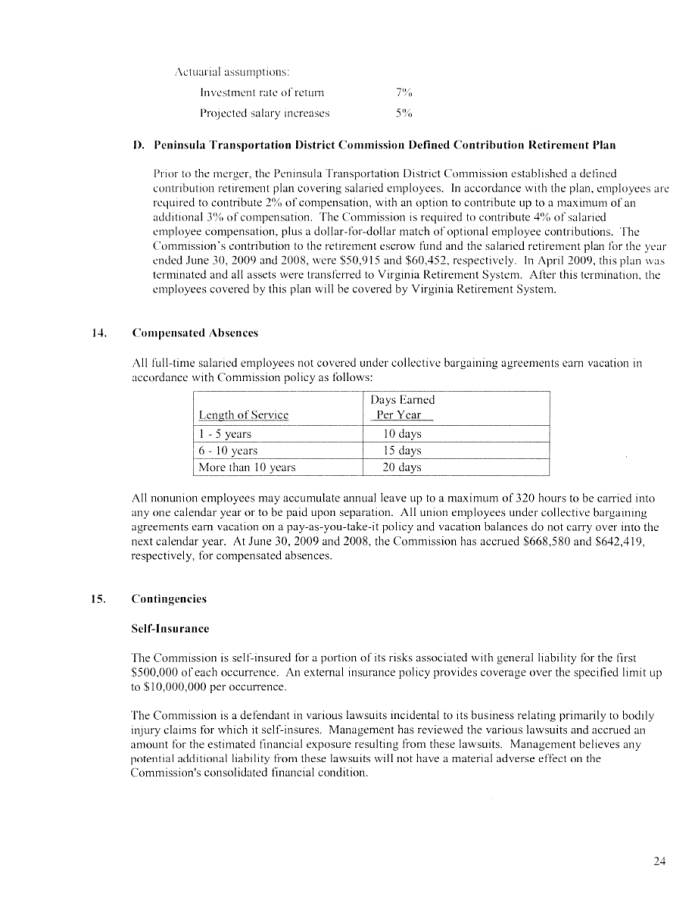 Actuarial assumptions:
Investment rate of return 7%
Projected salary increases 5%
D. Peninsula Transportation District Commission Defined Contribution Retirement Plan
Prior to the merger, the Peninsula Transportation District Commission established a defined
contribution retirement plan covering salaried employees. In accordance with the plan, employees are
required to contribute 2% of compensation, with an option to contribute up to a maximum of an
additional 3% of compensation. The Commission is required to contribute 4% of salaried
employee compensation, plus a dollar-for-dollar match of optional employee contributions. The
Commission's contribution to the retirement escrow fund and the salaried retirement plan for the year
ended June 30, 2009 and 2008, were $50,915 and $60,452, respectively. In April 2009, this plan was
terminated and all assets were transferred to Virginia Retirement System. After this termination, the
employees covered by this plan will be covered by Virginia Retirement System.
14. Compensated Absences
All full-time salaried employees not covered under collective bargaining agreements earn vacation in
accordance with Commission policy as follows:
Days Earned
Length of Service Per Year
1 - 5 years 10 days
6 - 10 years 15 days
More than 10 years 20 days
All nonunion employees may accumulate annual leave up to a maximum of 320 hours to be carried into
any one calendar year or to be paid upon separation. All union employees under collective bargaining
agreements earn vacation on a pay-as-you-take-it policy and vacation balances do not carry over into the
next calendar year. At June 30, 2009 and 2008, the Commission has accrued $668,580 and $642,419,
respectively, for compensated absences.
15. Contingencies
Self-Insurance
The Commission is self-insured for a portion of its risks associated with general liability for the first
$500,000 of each occurrence. An external insurance policy provides coverage over the specified limit up
to $10,000,000 per occurrence.
The Commission is a defendant in various lawsuits incidental to its business relating primarily to bodily
injury claims for which it self-insures. Management has reviewed the various lawsuits and accrued an
amount for the estimated financial exposure resulting from these lawsuits. Management believes any
potential additional liability from these lawsuits will not have a material adverse effect on the
Commission's consolidated financial condition.
24